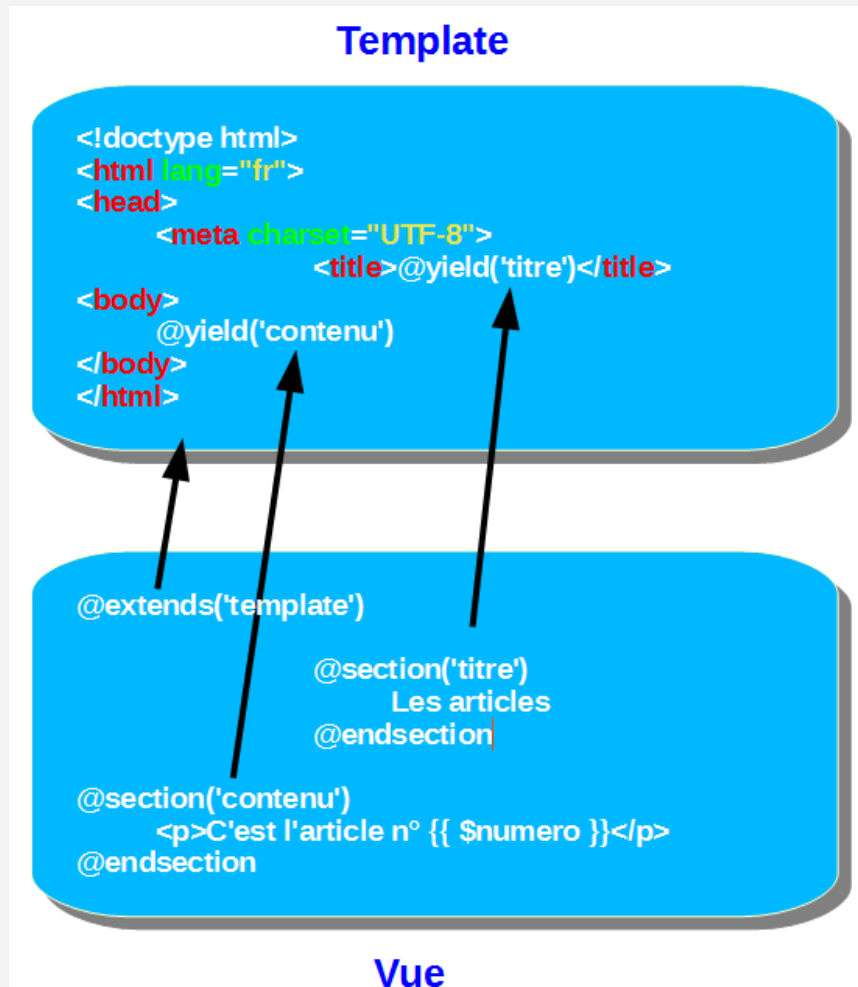 Template
<!doctype html>
<html lang="fr">
<head>
<meta charset="UTF-8">
<title>@yield('titre')</title>
<body>
@yield('contenu')
</body>
</html>
@extends('template')
@section('titre')
Les articles
@endsection
@section('contenu')
<p>C'est l'article n° {{ $numero }}</p>
@endsection
Vue